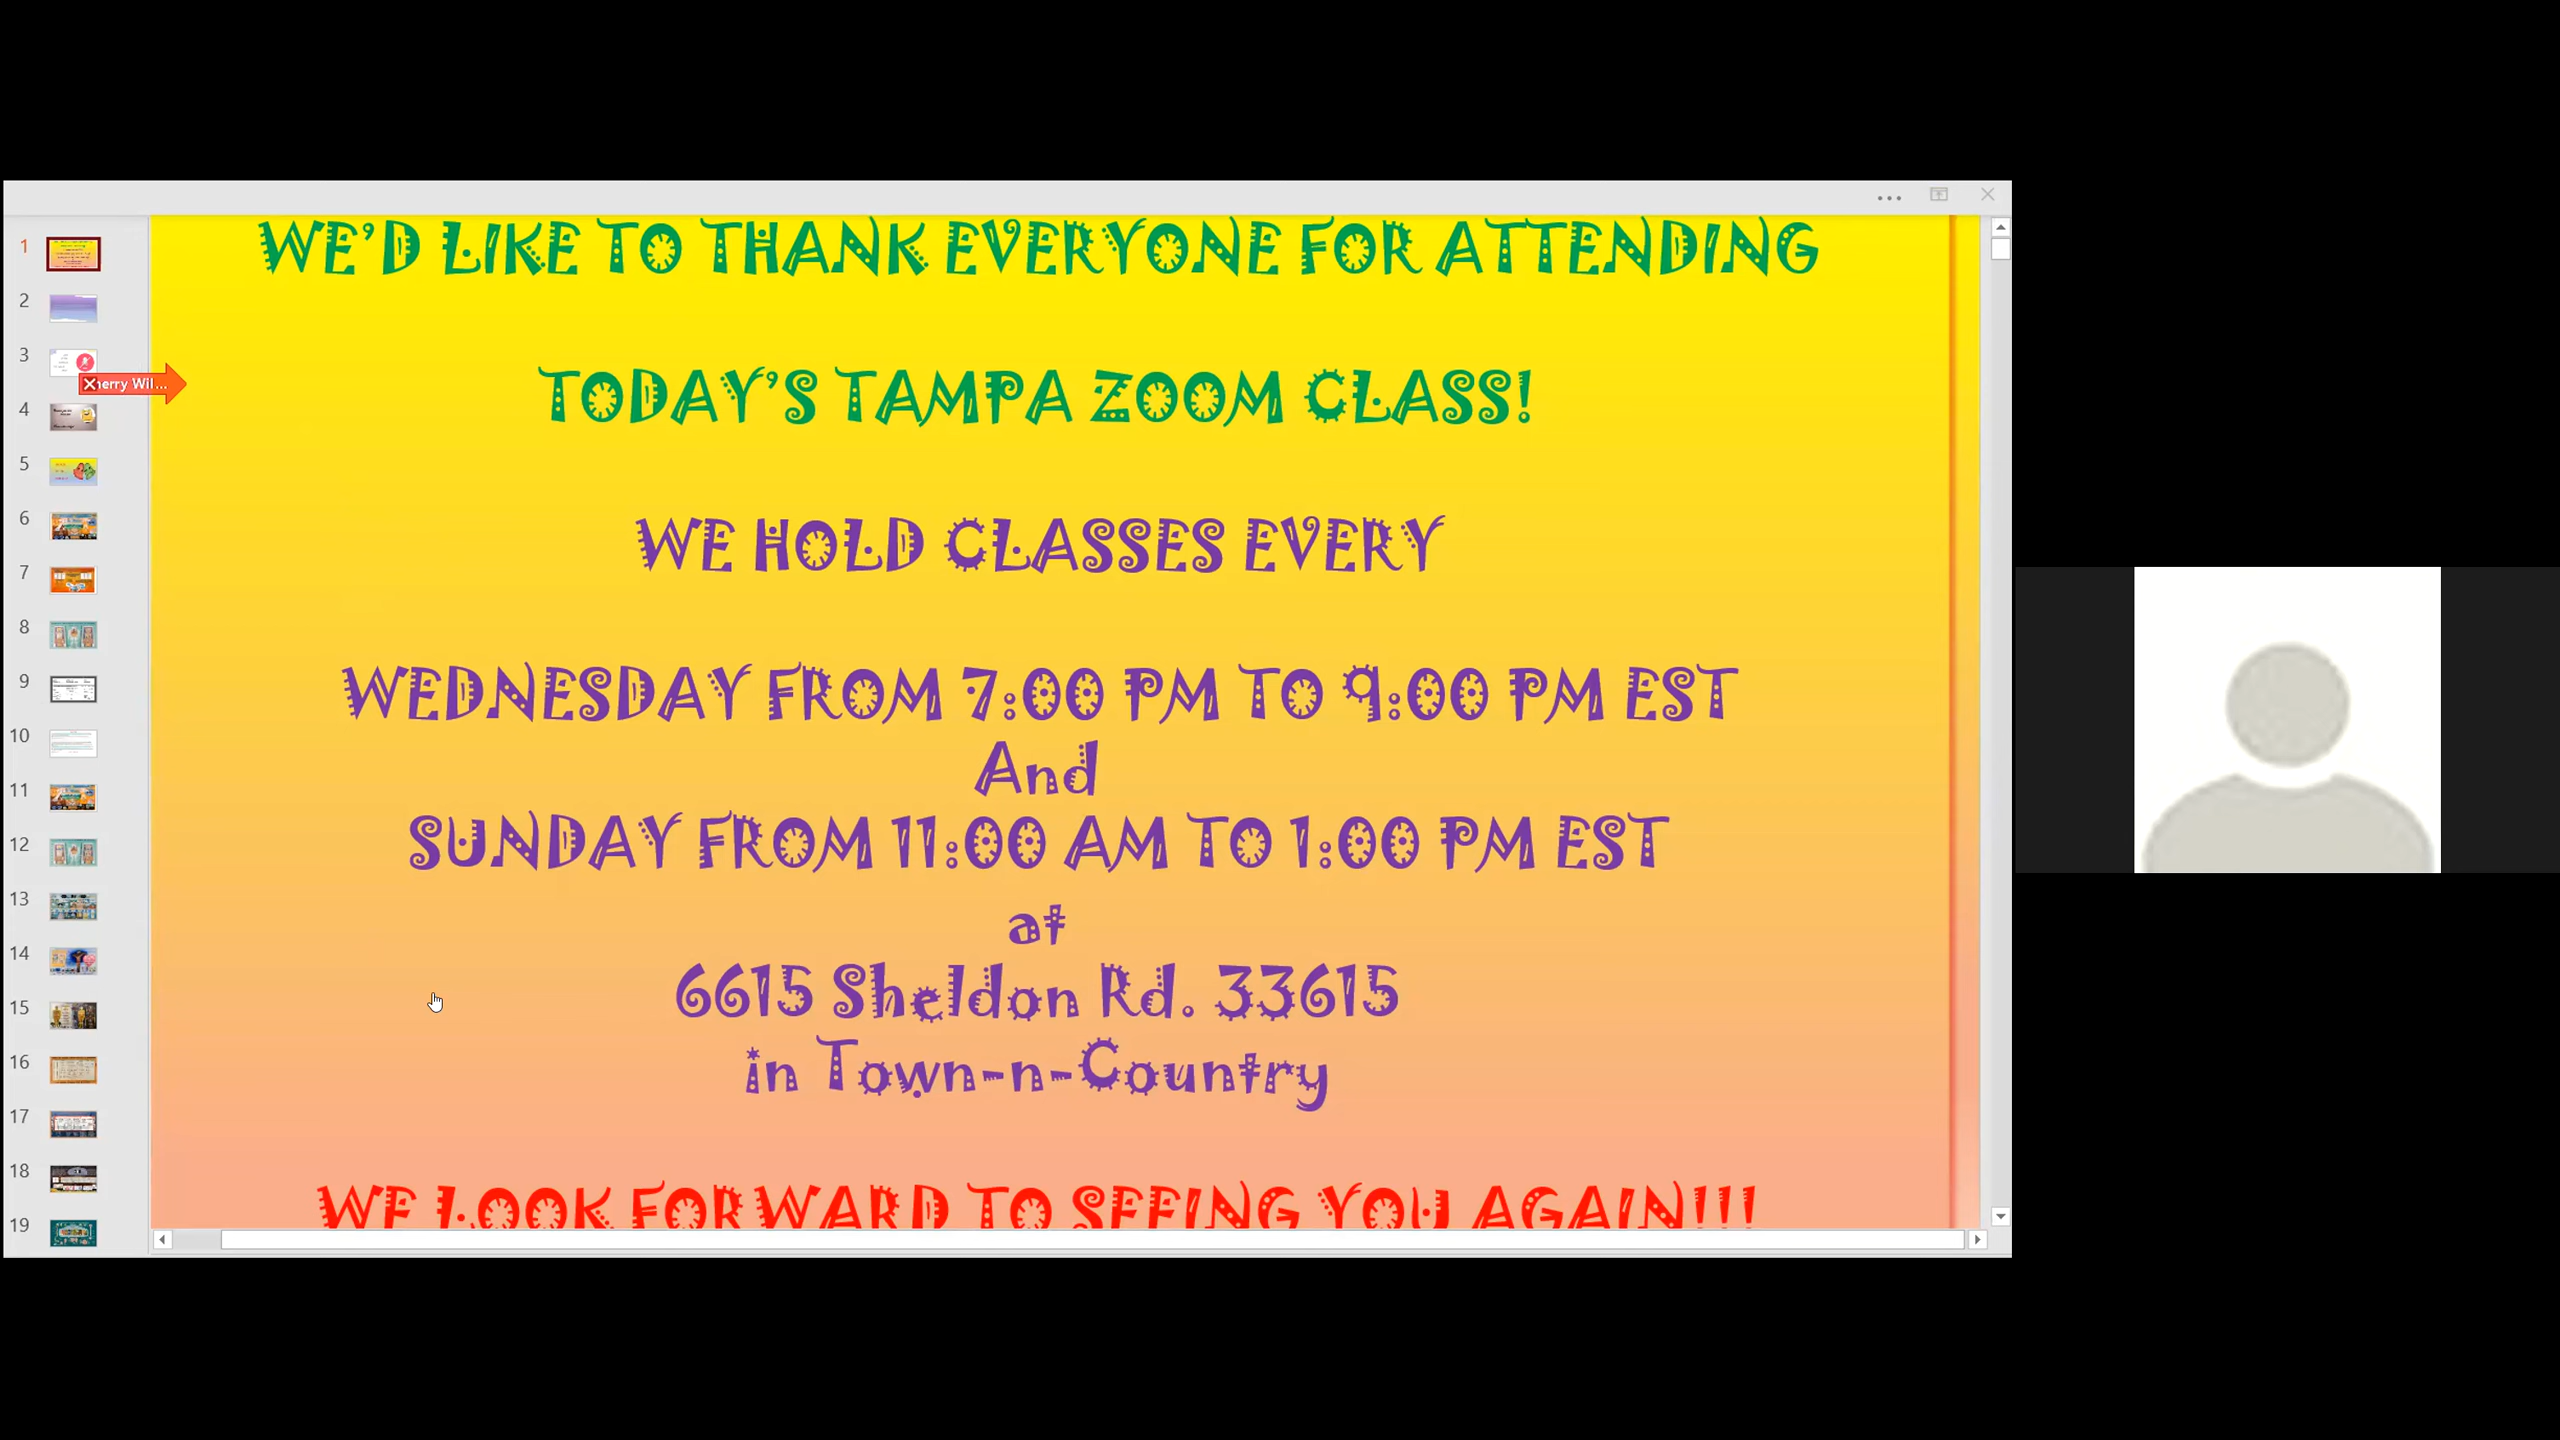 WE'D LIKE TO THANK EVERYONE FOR ATTENDING
TODAY'S TAMPA ZOOM CLASS!
WE HOLD CLASSES EVERY
WEDNESDAY FROM 7:00 PM TO 9:00 PM EST
And
SUNDAY FROM 11:00 AM TO 1:00 PM EST
at
6615 Sheldon Rd. 33615
in Town-n-Country
WE LOOK FORWARD TO SEEING YOU AGAIN!!!
1
2
3
herry Wil...
4
5
6
7
8
9
10
11
12
13
14
15
16
17
18
19